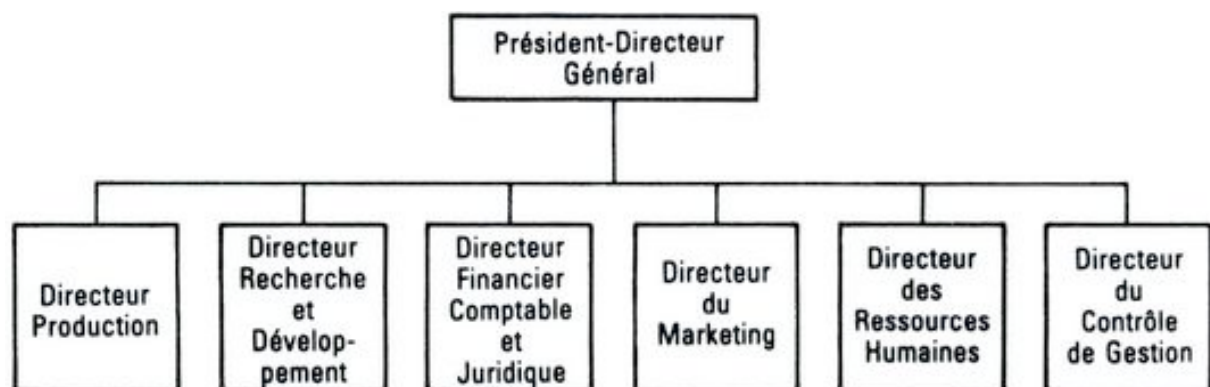 Président-Directeur
Général
Directeur
Production
Directeur
Recherche
et
Dévelop-
pement
Directeur
Financier
Comptable
et
Juridique
Directeur
du
Marketing
Directeur
des
Ressources
Humaines
Directeur
du
Contrôle
de Gestion